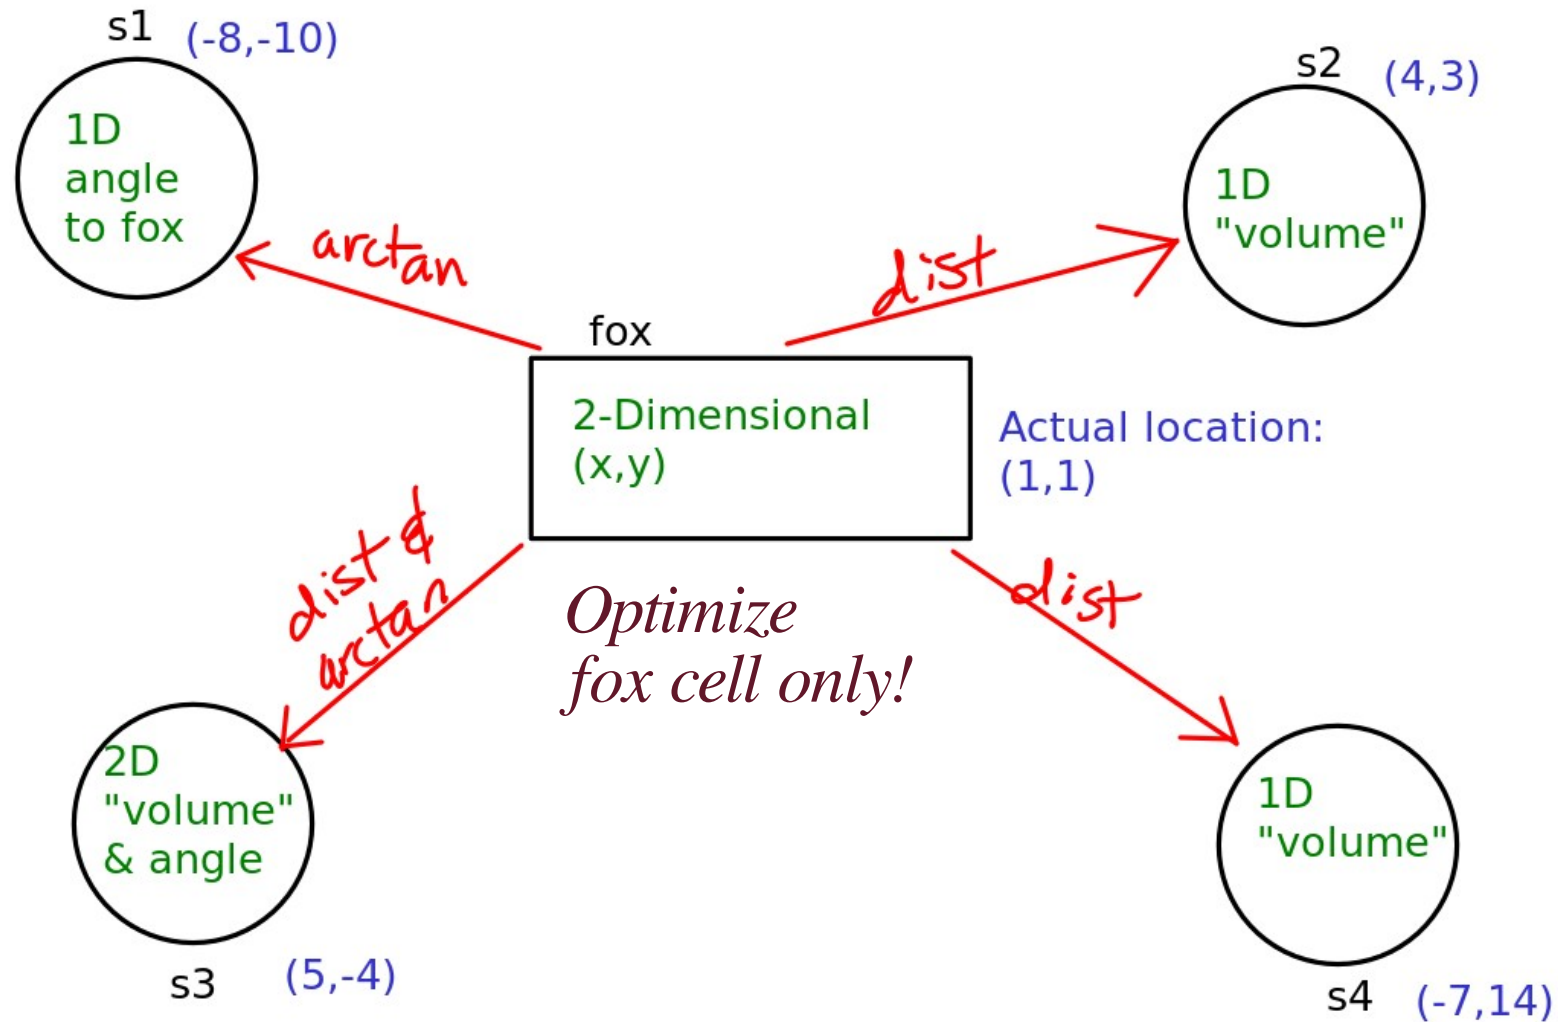 s1 (-8,-10)
1D
angle
to fox
arctan
s2 (4,3)
1D
"volume"
dist
fox
2-Dimensional
(x,y)
Actual location:
(1,1)
dist &
arctan
Optimize
fox cell only!
dist
2D
"volume"
& angle
s3 (5,-4)
1D
"volume"
s4 (-7,14)